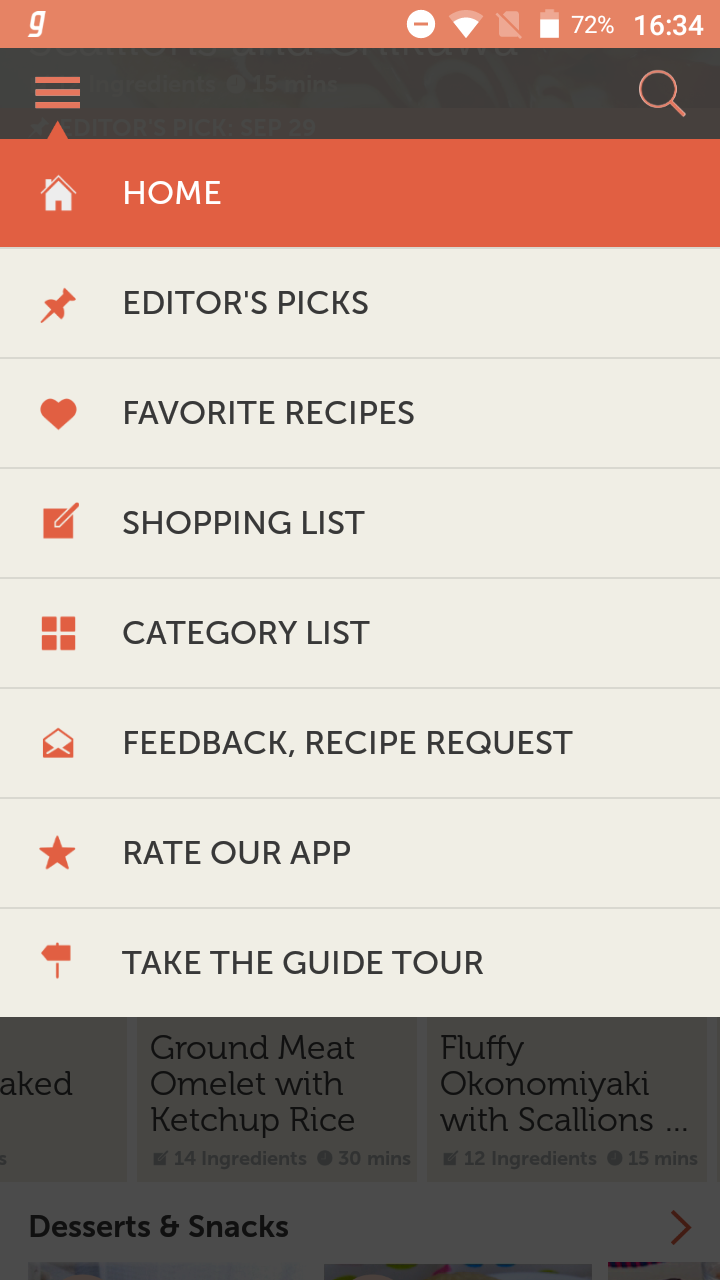 g 72% 16:34
Ingredients 15 mins
EDITOR'S PICK: SEP 29
HOME
EDITOR'S PICKS
FAVORITE RECIPES
SHOPPING LIST
CATEGORY LIST
FEEDBACK, RECIPE REQUEST
RATE OUR APP
TAKE THE GUIDE TOUR
aked
Ground Meat
Omelet with
Ketchup Rice
14 Ingredients 30 mins
Fluffy
Okonomiyaki
with Scallions ...
12 Ingredients 15 mins
Desserts & Snacks